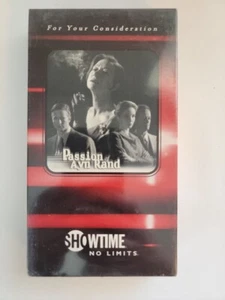 For Your Consideration
the
Passion of
Ayn Rand
SHOWTIME
NO LIMITS